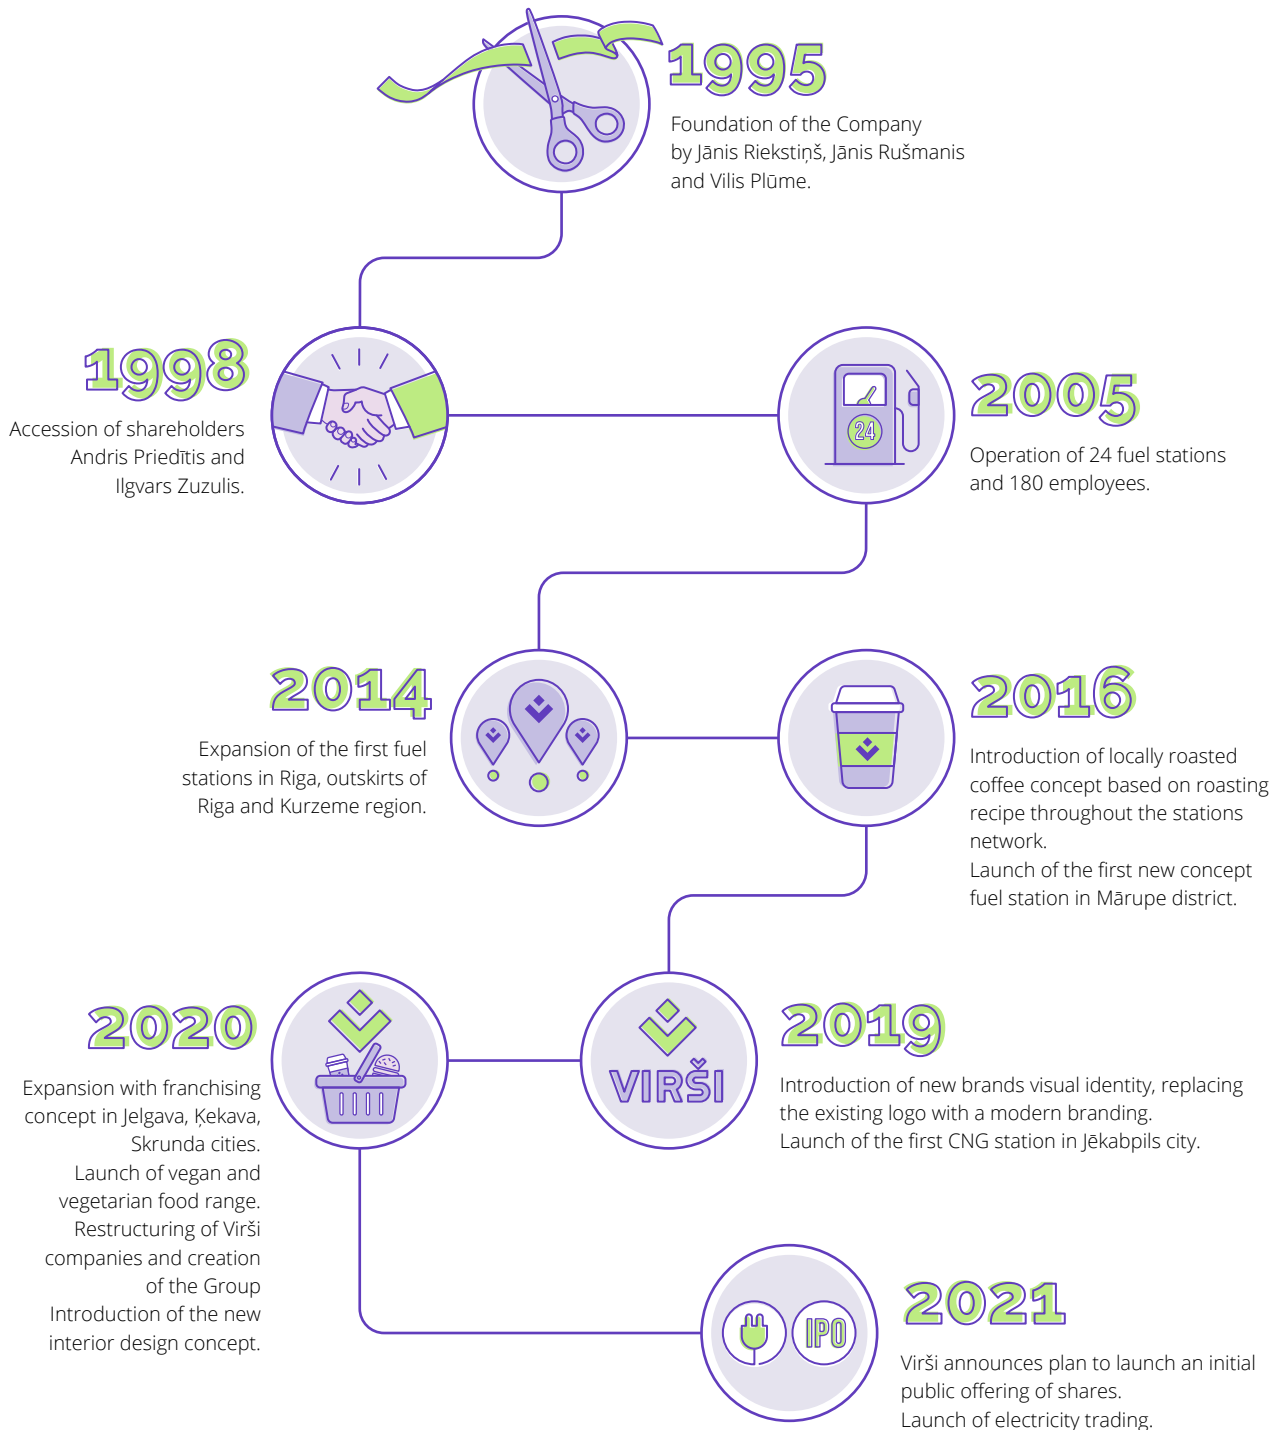 1995
Foundation of the Company
by Jānis Riekstiņš, Jānis Rušmanis
and Vilis Plūme.
1998
Accession of shareholders
Andris Priedītis and
Ilgvars Zuzulis.
24
2005
Operation of 24 fuel stations
and 180 employees.
2014
Expansion of the first fuel
stations in Riga, outskirts of
Riga and Kurzeme region.
2016
Introduction of locally roasted
coffee concept based on roasting
recipe throughout the stations
network.
Launch of the first new concept
fuel station in Mārupe district.
VIRŠI
2019
Introduction of new brands visual identity, replacing
the existing logo with a modern branding.
Launch of the first CNG station in Jēkabpils city.
2020
Expansion with franchising
concept in Jelgava, Ķekava,
Skrunda cities.
Launch of vegan and
vegetarian food range.
Restructuring of Virši
companies and creation
of the Group
Introduction of the new
interior design concept.
IPO
2021
Virši announces plan to launch an initial
public offering of shares.
Launch of electricity trading.